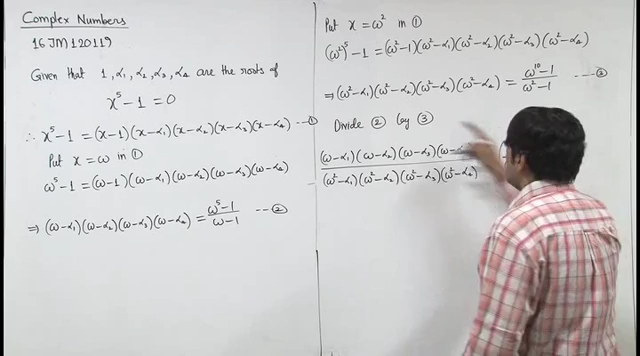 Complex Numbers
16JM120119
Given that 1, α₁, α₂, α₃, α₄ are the roots of
x⁵ - 1 = 0
∴ x⁵ - 1 = (x - 1)(x - α₁)(x - α₂)(x - α₃)(x - α₄) --- ①
Put x = ω in ①
ω⁵ - 1 = (ω - 1)(ω - α₁)(ω - α₂)(ω - α₃)(ω - α₄)
⇒ (ω - α₁)(ω - α₂)(ω - α₃)(ω - α₄) = (ω⁵ - 1)/(ω - 1) --- ②
Put x = ω² in ①
(ω²)⁵ - 1 = (ω² - 1)(ω² - α₁)(ω² - α₂)(ω² - α₃)(ω² - α₄)
⇒ (ω² - α₁)(ω² - α₂)(ω² - α₃)(ω² - α₄) = (ω¹⁰ - 1)/(ω² - 1) --- ③
Divide ② by ③
(ω - α₁)(ω - α₂)(ω - α₃)(ω -
(ω² - α₁)(ω² - α₂)(ω² - α₃)(ω² - α₄)